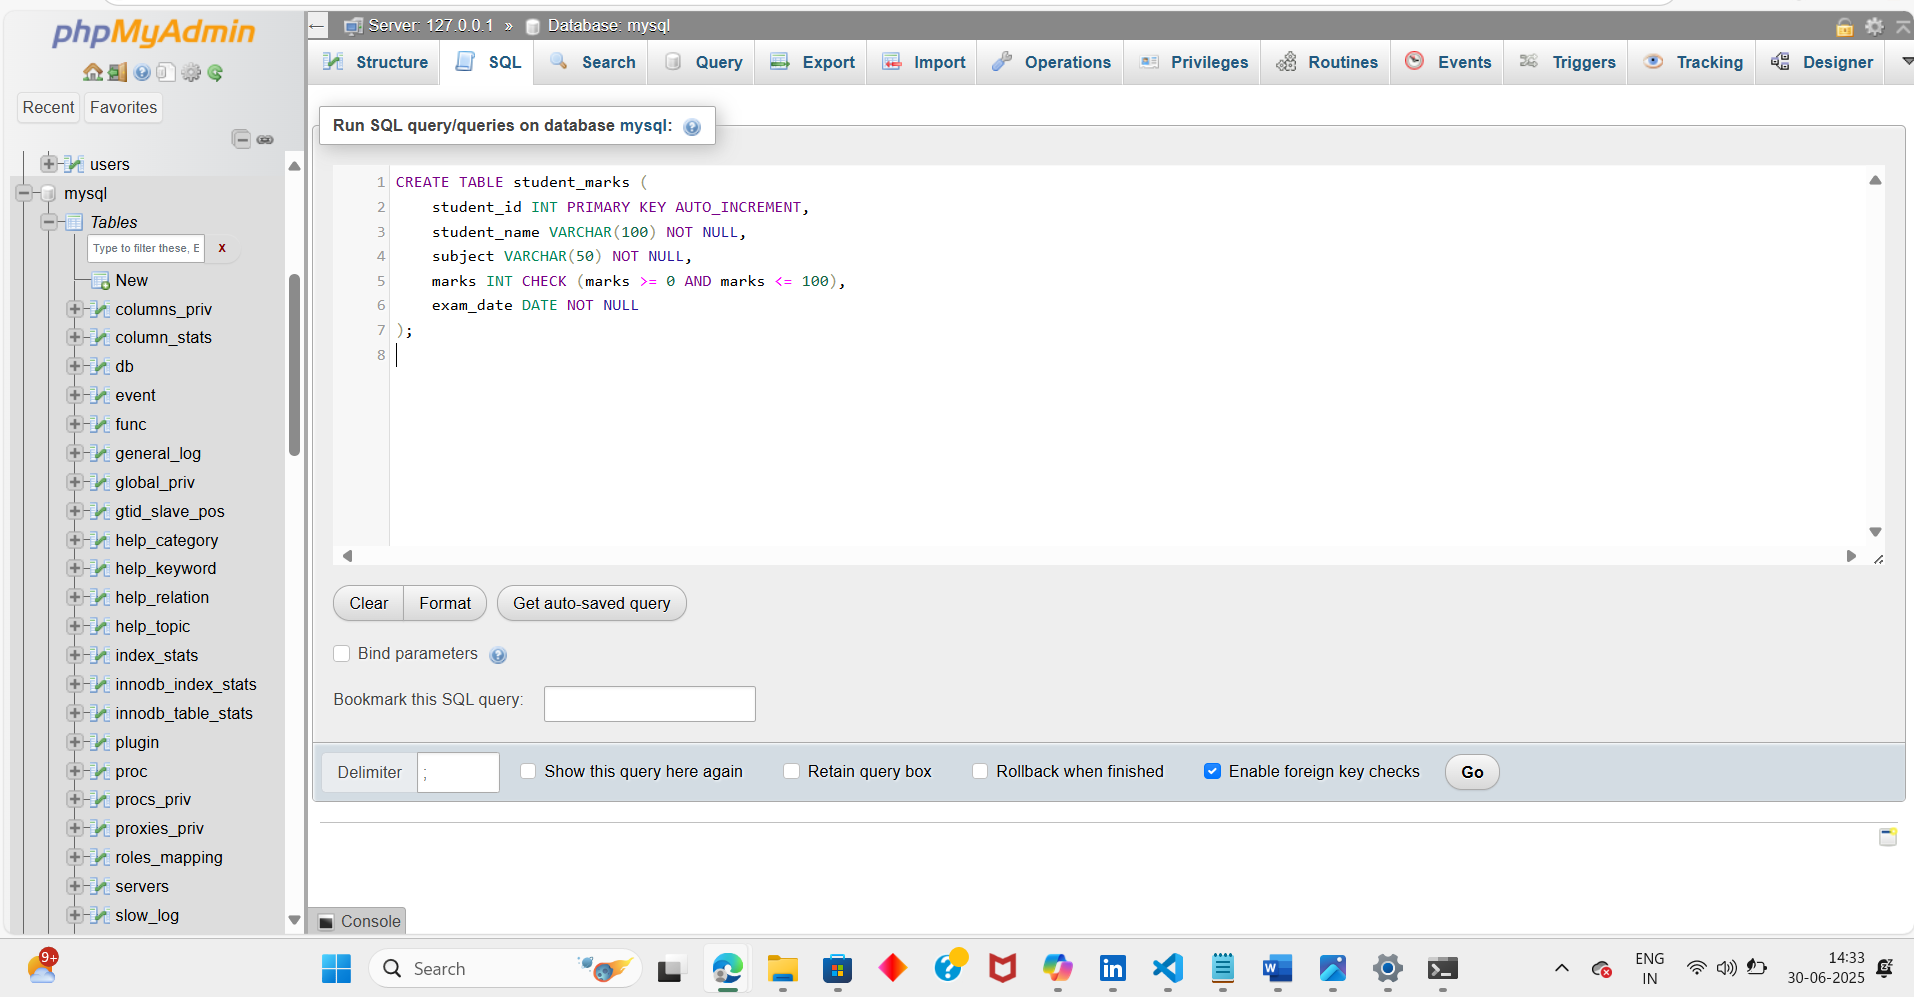 phpMyAdmin
Recent
Favorites
users
mysql
Tables
Type to filter these, E
X
New
columns_priv
column_stats
db
event
func
general_log
global_priv
gtid_slave_pos
help_category
help_keyword
help_relation
help_topic
index_stats
innodb_index_stats
innodb_table_stats
plugin
proc
procs_priv
proxies_priv
roles_mapping
servers
slow_log
Server: 127.0.0.1 » Database: mysql
Structure
SQL
Search
Query
Export
Import
Operations
Privileges
Routines
Events
Triggers
Tracking
Designer
Run SQL query/queries on database mysql:
1 CREATE TABLE student_marks (
2 student_id INT PRIMARY KEY AUTO_INCREMENT,
3 student_name VARCHAR(100) NOT NULL,
4 subject VARCHAR(50) NOT NULL,
5 marks INT CHECK (marks >= 0 AND marks <= 100),
6 exam_date DATE NOT NULL
7 );
8
Clear
Format
Get auto-saved query
Bind parameters
Bookmark this SQL query:
Delimiter ;
Show this query here again
Retain query box
Rollback when finished
Enable foreign key checks
Go
Console
9+
Search
ENG
IN
14:33
30-06-2025